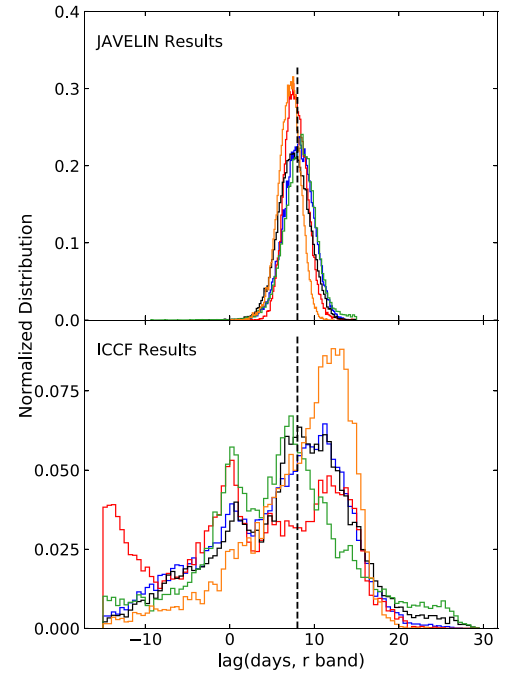 0.4
JAVELIN Results
0.3
0.2
0.1
0.0
Normalized Distribution
ICCF Results
0.075
0.050
0.025
0.000
−10 0 10 20 30
lag(days, r band)